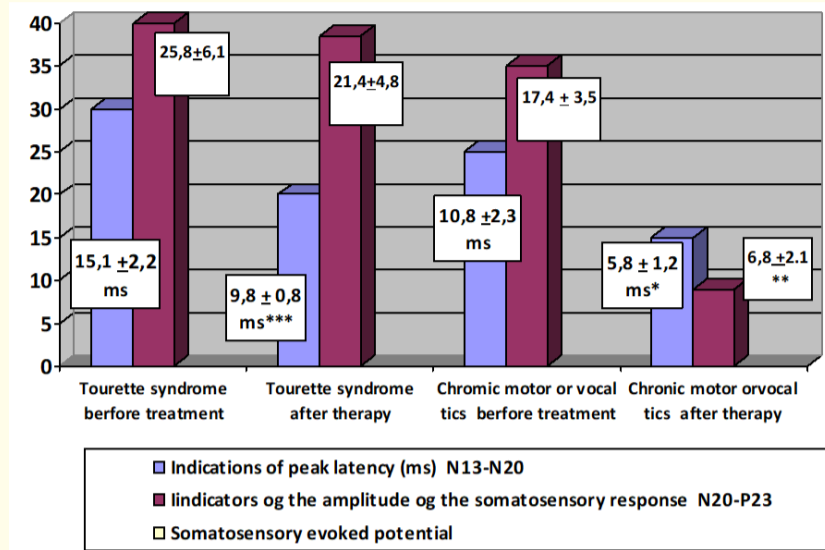 40
35
30
25
20
15
10
5
0
25,8±6,1
21,4±4,8
17,4 ± 3,5
15,1 ±2,2
ms
9,8 ± 0,8
ms***
10,8 ±2,3
ms
5,8 ± 1,2
ms*
6,8 ±2.1
**
Tourette syndrome
berfore treatment
Tourette syndrome
after therapy
Chromic motor or vocal
tics berfore treatment
Chronic motor orvocal
tics after therapy
Indications of peak latency (ms) N13-N20
Iindicators og the amplitude og the somatosensory response N20-P23
Somatosensory evoked potential